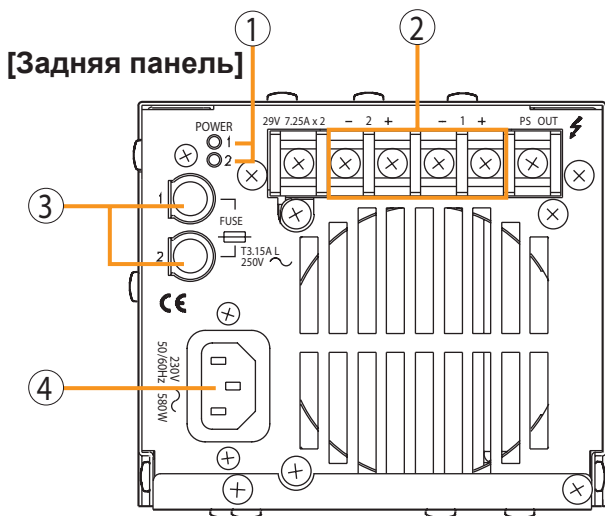 [Задняя панель]
1
2
POWER
1
2
29V 7.25A x 2 − 2 + − 1 + PS OUT
3
1
2
FUSE
T3.15A L
250V
CE
4
230V
50/60Hz 580W